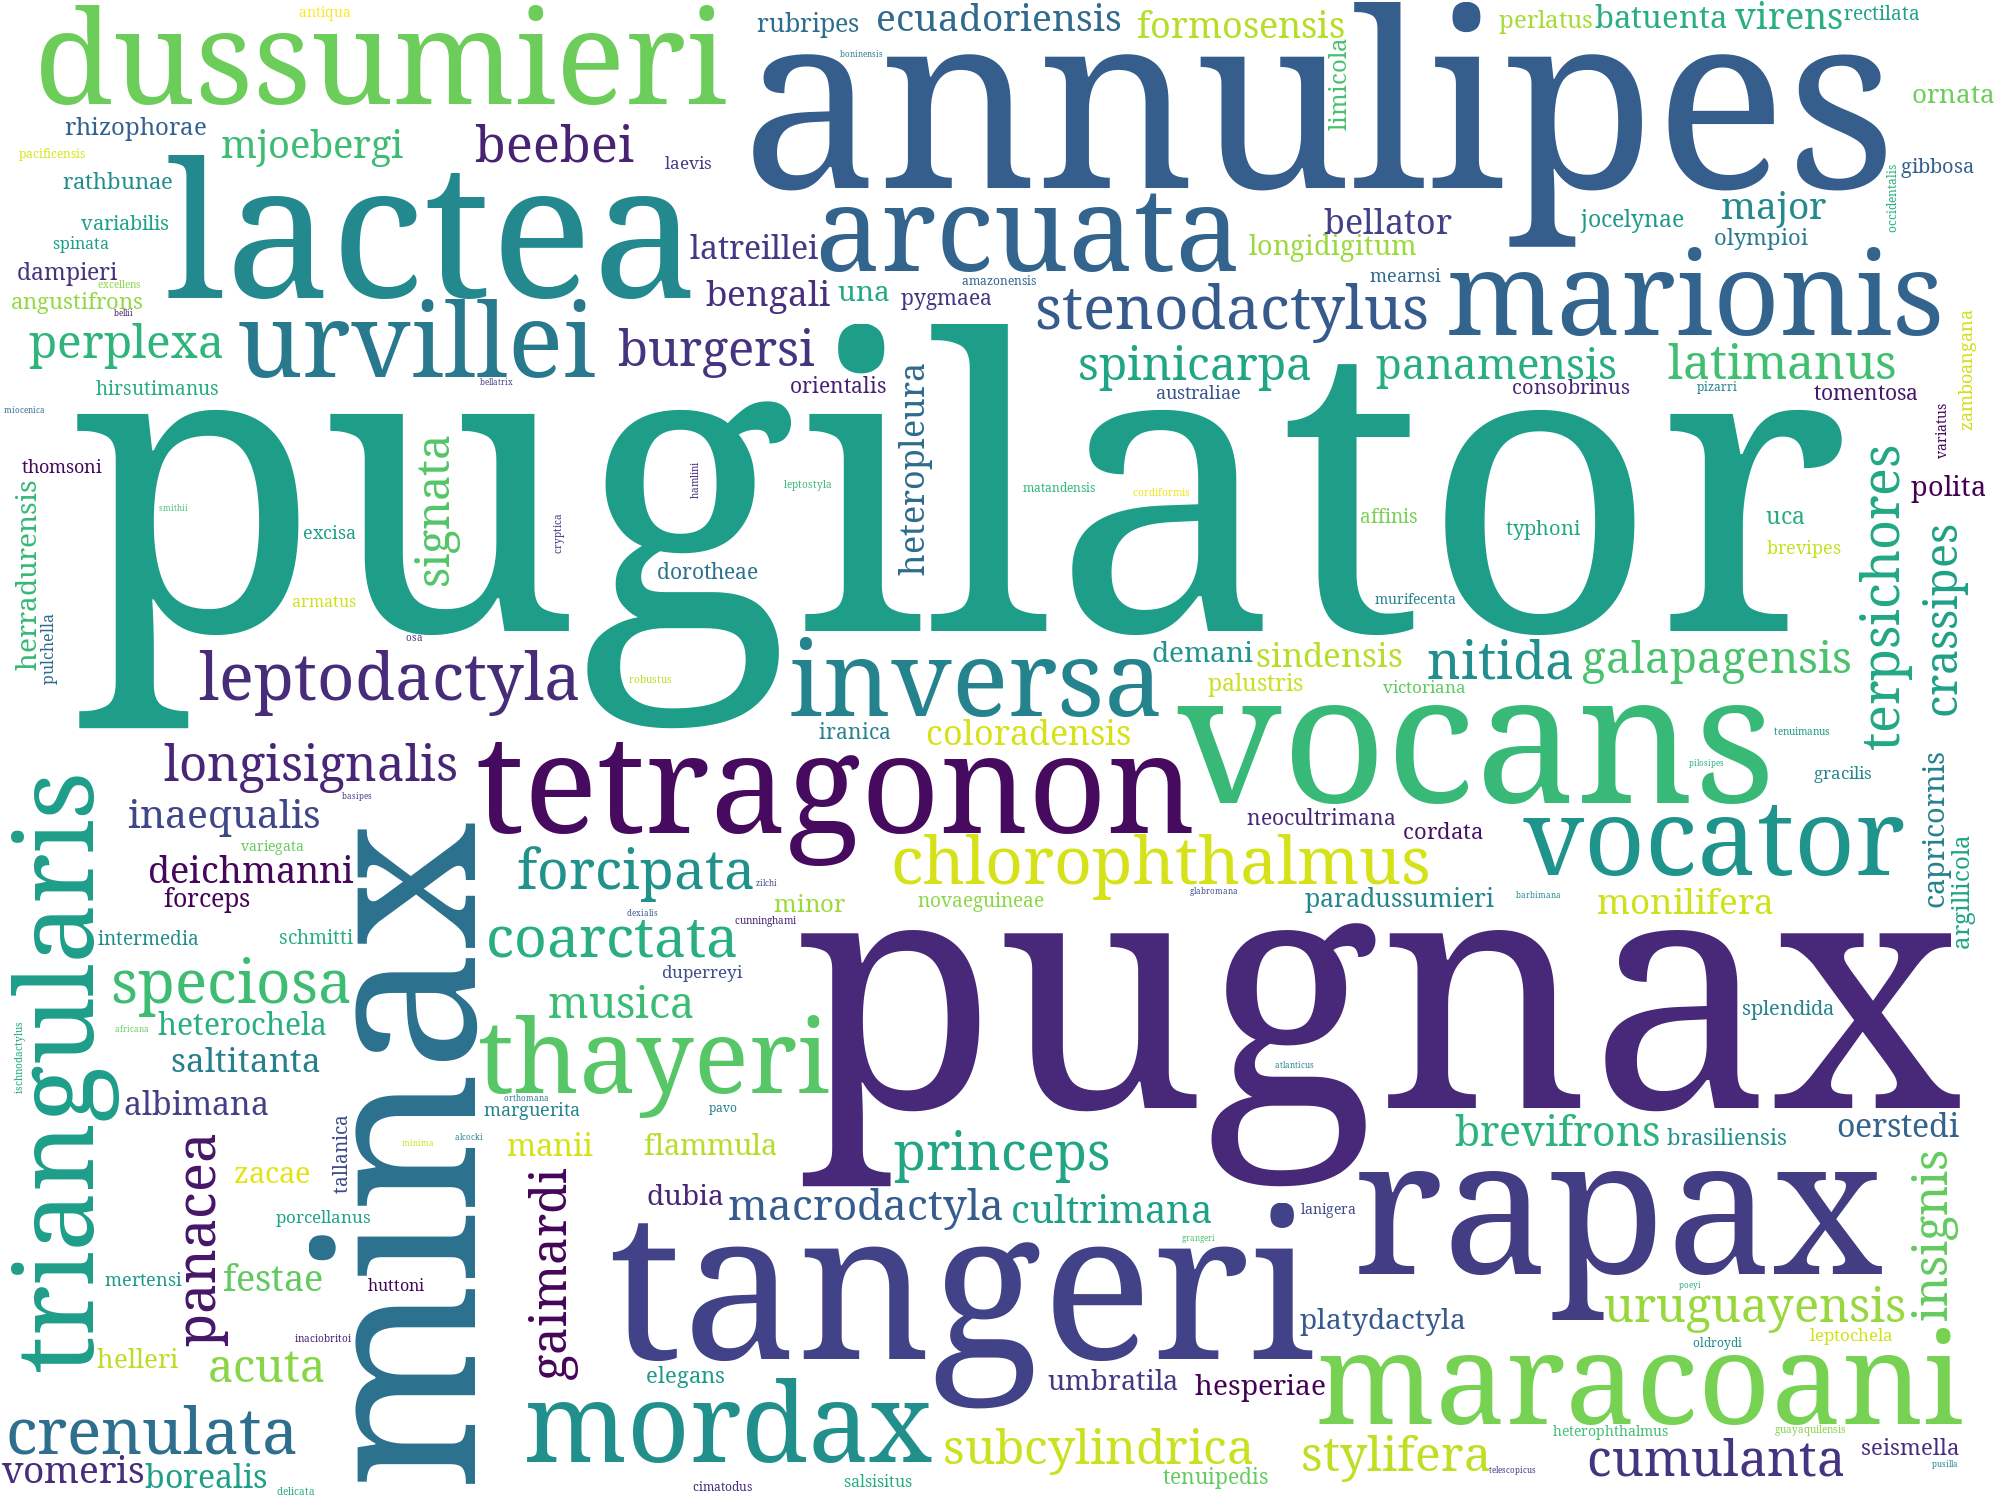 antiqua
dussumieri
rubripes
ecuadoriensis
formosensis
annulipes
perlatus
batuenta
virens
rectilata
boninensis
limicola
ornata
rhizophorae
mjoebergi
beebei
laevis
pacificensis
rathbunae
lactea
gibbosa
occidentalis
variabilis
spinata
latreillei
arcuata
bellator
longidigitum
jocelynae
major
olympioi
dampieri
excellens
angustifrons
bellii
bengali
una
pygmaea
amazonensis
mearnsi
stenodactylus
marionis
perplexa
urvillei
burgersi
spinicarpa
panamensis
latimanus
zamboangana
hirsutimanus
bellatrix
orientalis
heteropleura
australiae
consobrinus
pizarri
tomentosa
miocenica
pugilator
variatus
thomsoni
signata
hamlini
leptostyla
matandensis
cordiformis
terpsichores
polita
herradurensis
smithii
excisa
cryptica
affinis
typhoni
uca
brevipes
crassipes
dorotheae
armatus
murifecenta
pulchella
osa
leptodactyla
robustus
inversa
demani
sindensis
nitida
galapagensis
palustris
victoriana
iranica
coloradensis
vocans
tenuimanus
longisignalis
tetragonon
pilosipes
gracilis
capricornis
triangularis
basipes
inaequalis
variegata
neocultrimana
cordata
vocator
argillicola
deichmanni
forceps
minax
forcipata
zilchi
chlorophthalmus
glabromana
paradussumieri
barbimana
monilifera
minor
novaeguineae
dexialis
cunninghami
intermedia
schmitti
coarctata
pugnax
speciosa
duperreyi
musica
splendida
ischnodactylus
africana
heterochela
saltitanta
thayeri
atlanticus
albimana
orthomana
marguerita
pavo
tallanica
minima
alcocki
manii
flammula
princeps
brevifrons
brasiliensis
oerstedi
panacea
zacae
gaimardi
dubia
macrodactyla
cultrimana
lanigera
rapax
insignis
porcellanus
tangeri
grangeri
mertensi
festae
huttoni
poeyi
uruguayensis
platydactyla
inaciobritoi
oldroydi
leptochela
helleri
acuta
elegans
umbratila
hesperiae
maracoani
crenulata
mordax
subcylindrica
stylifera
heterophthalmus
guayaquilensis
cumulanta
seismella
vomeris
borealis
delicata
cimatodus
salsisitus
tenuipedis
telescopicus
pusilla